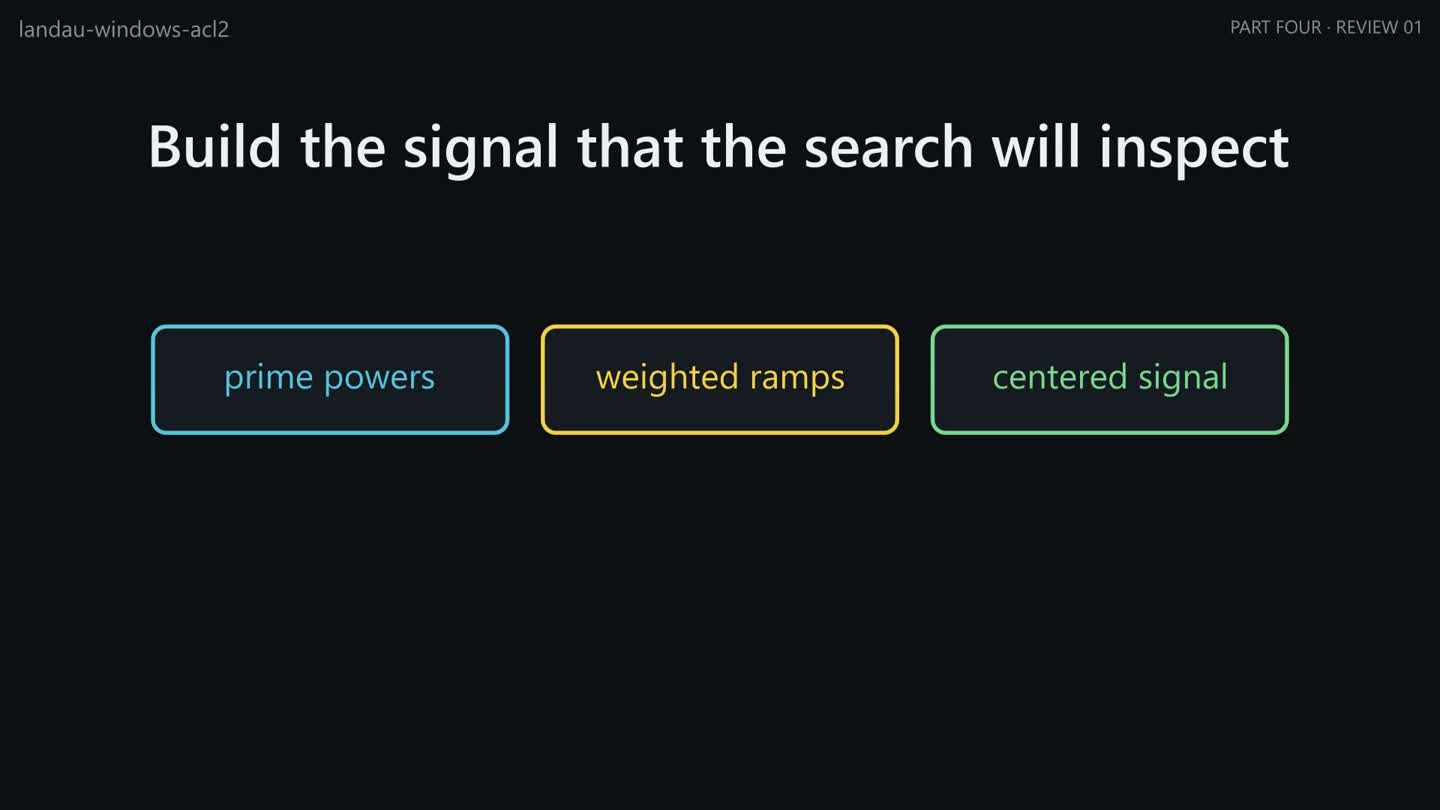 landau-windows-acl2
PART FOUR · REVIEW 01
Build the signal that the search will inspect
prime powers
weighted ramps
centered signal